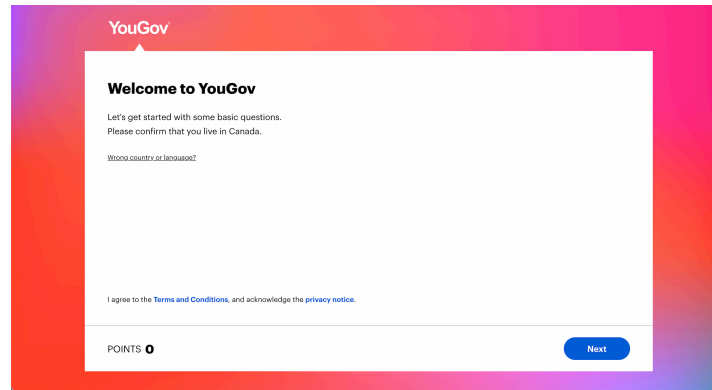 YouGov
Welcome to YouGov
Let's get started with some basic questions.
Please confirm that you live in Canada.
Wrong country or language?
I agree to the Terms and Conditions, and acknowledge the privacy notice.
POINTS 0
Next